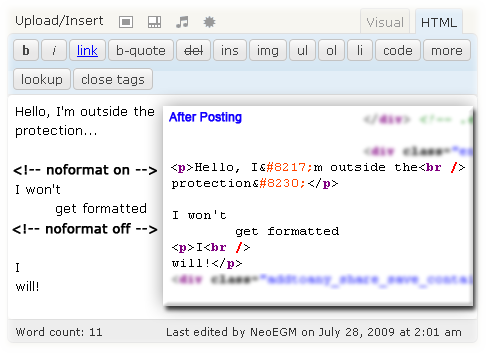 Upload/Insert Visual HTML
b i link b-quote del ins img ul ol li code more
lookup close tags
Hello, I'm outside the
protection...
<!-- noformat on -->
I won't
get formatted
<!-- noformat off -->
I
will!
After Posting
</div> <!--
<div class="
<p>Hello, I&#8217;m outside the<br />
protection&#8230;</p>
I won't
get formatted
<p>I<br />
will!</p>
<div class="addtoany_share_save_contai
Word count: 11 Last edited by NeoEGM on July 28, 2009 at 2:01 am